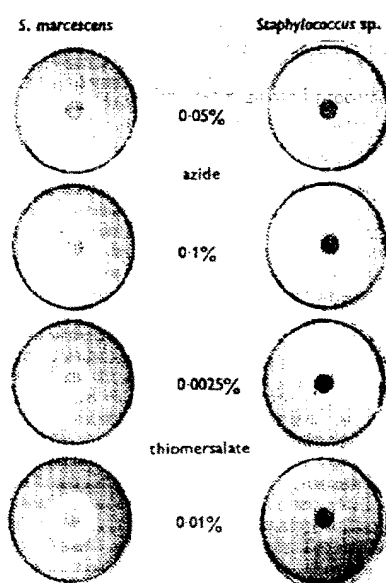 S. marcescens Staphylococcus sp.
0·05%
azide
0·1%
0·0025%
thiomersalate
0·01%